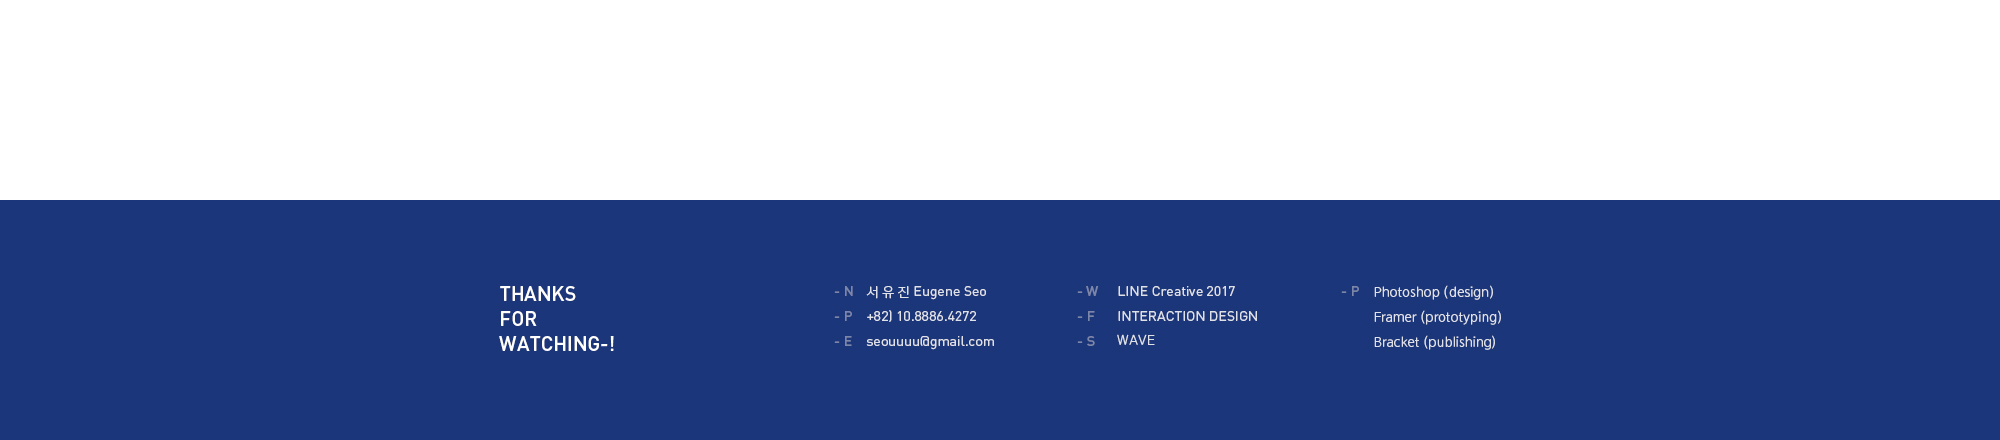 THANKS
FOR
WATCHING-!
- N 서 유 진 Eugene Seo
- P +82) 10.8886.4272
- E seouuuu@gmail.com
- W LINE Creative 2017
- F INTERACTION DESIGN
- S WAVE
- P Photoshop (design)
Framer (prototyping)
Bracket (publishing)